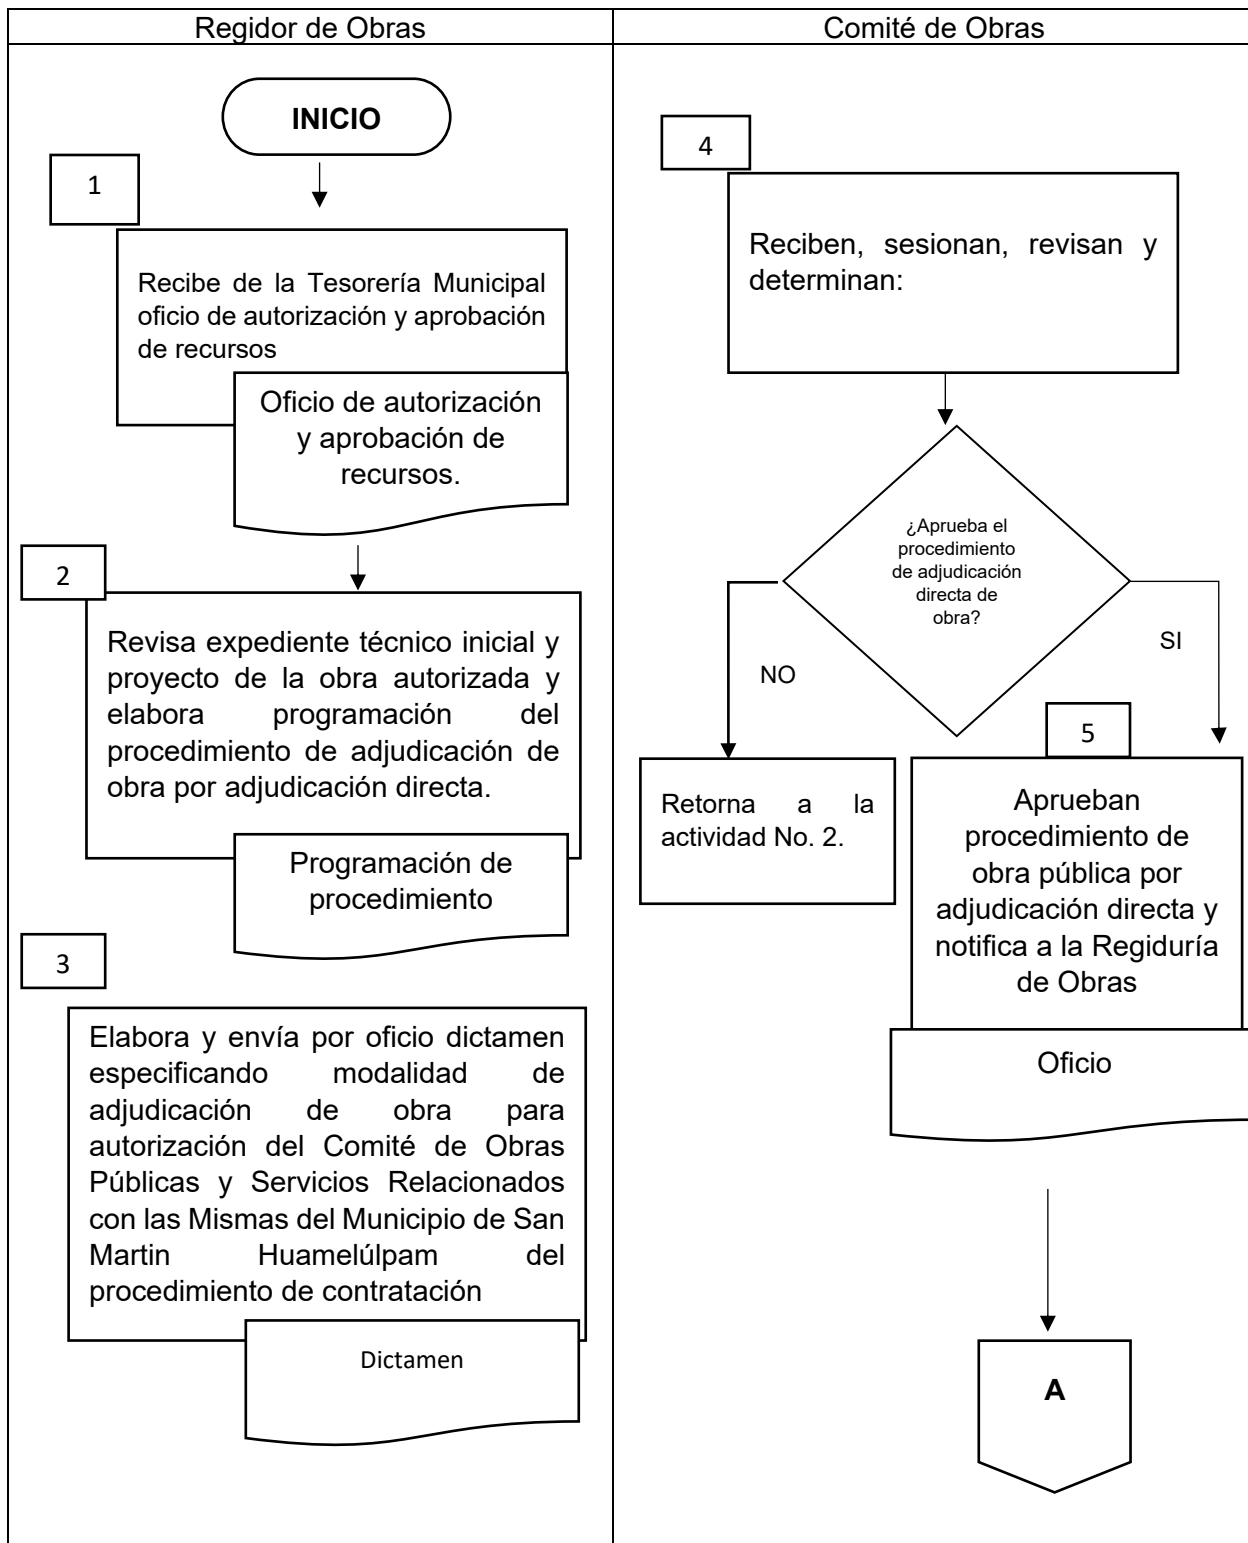 Regidor de Obras
Comité de Obras
INICIO
1
Recibe de la Tesorería Municipal
oficio de autorización y aprobación
de recursos
Oficio de autorización
y aprobación de
recursos.
2
Revisa expediente técnico inicial y
proyecto de la obra autorizada y
elabora programación del
procedimiento de adjudicación de
obra por adjudicación directa.
Programación de
procedimiento
3
Elabora y envía por oficio dictamen
especificando modalidad de
adjudicación de obra para
autorización del Comité de Obras
Públicas y Servicios Relacionados
con las Mismas del Municipio de San
Martin Huamelúlpam del
procedimiento de contratación
Dictamen
4
Reciben, sesionan, revisan y
determinan:
¿Aprueba el
procedimiento
de adjudicación
directa de
obra?
NO
SI
Retorna a la
actividad No. 2.
5
Aprueban
procedimiento de
obra pública por
adjudicación directa y
notifica a la Regiduría
de Obras
Oficio
A